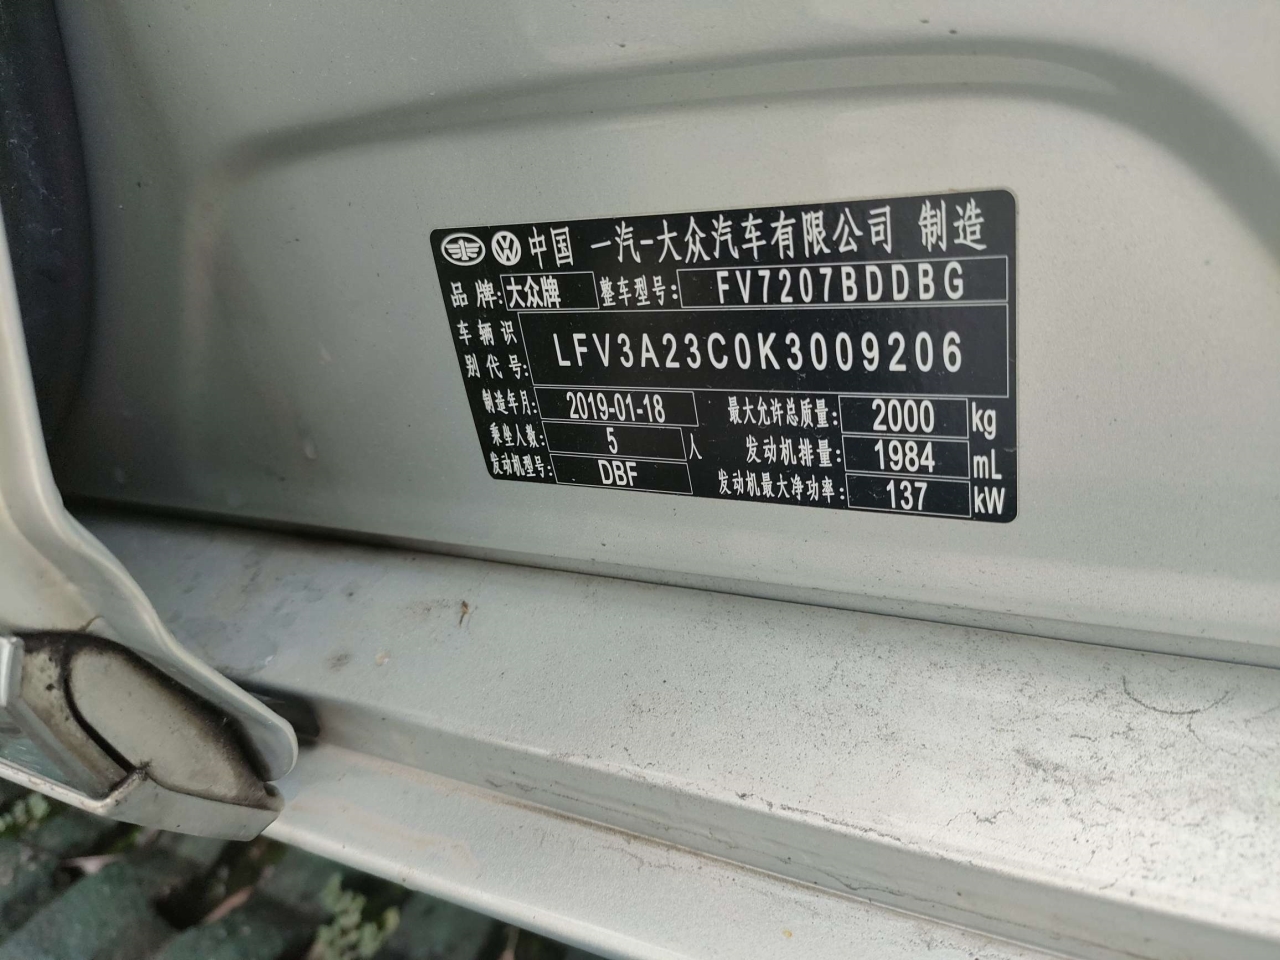 中国 一汽-大众汽车有限公司 制造
品牌: 大众牌 整车型号: FV7207BDDBG
车辆识别代号: LFV3A23C0K3009206
制造年月: 2019-01-18 最大允许总质量: 2000 kg
乘坐人数: 5 人 发动机排量: 1984 mL
发动机型号: DBF 发动机最大净功率: 137 kW